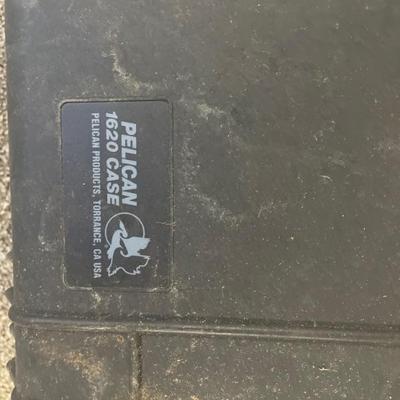 PELICAN
1620 CASE
PELICAN PRODUCTS, TORRANCE, CA USA